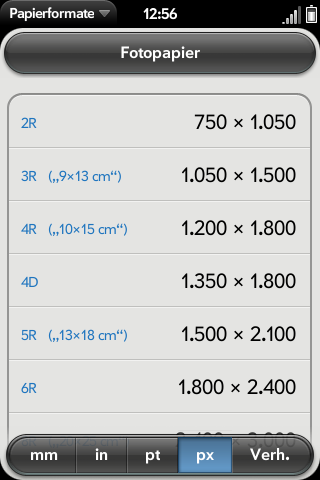 Papierformate 12:56
Fotopapier
2R 750 × 1.050
3R („9×13 cm“) 1.050 × 1.500
4R („10×15 cm“) 1.200 × 1.800
4D 1.350 × 1.800
5R („13×18 cm“) 1.500 × 2.100
6R 1.800 × 2.400
mm in pt px Verh.